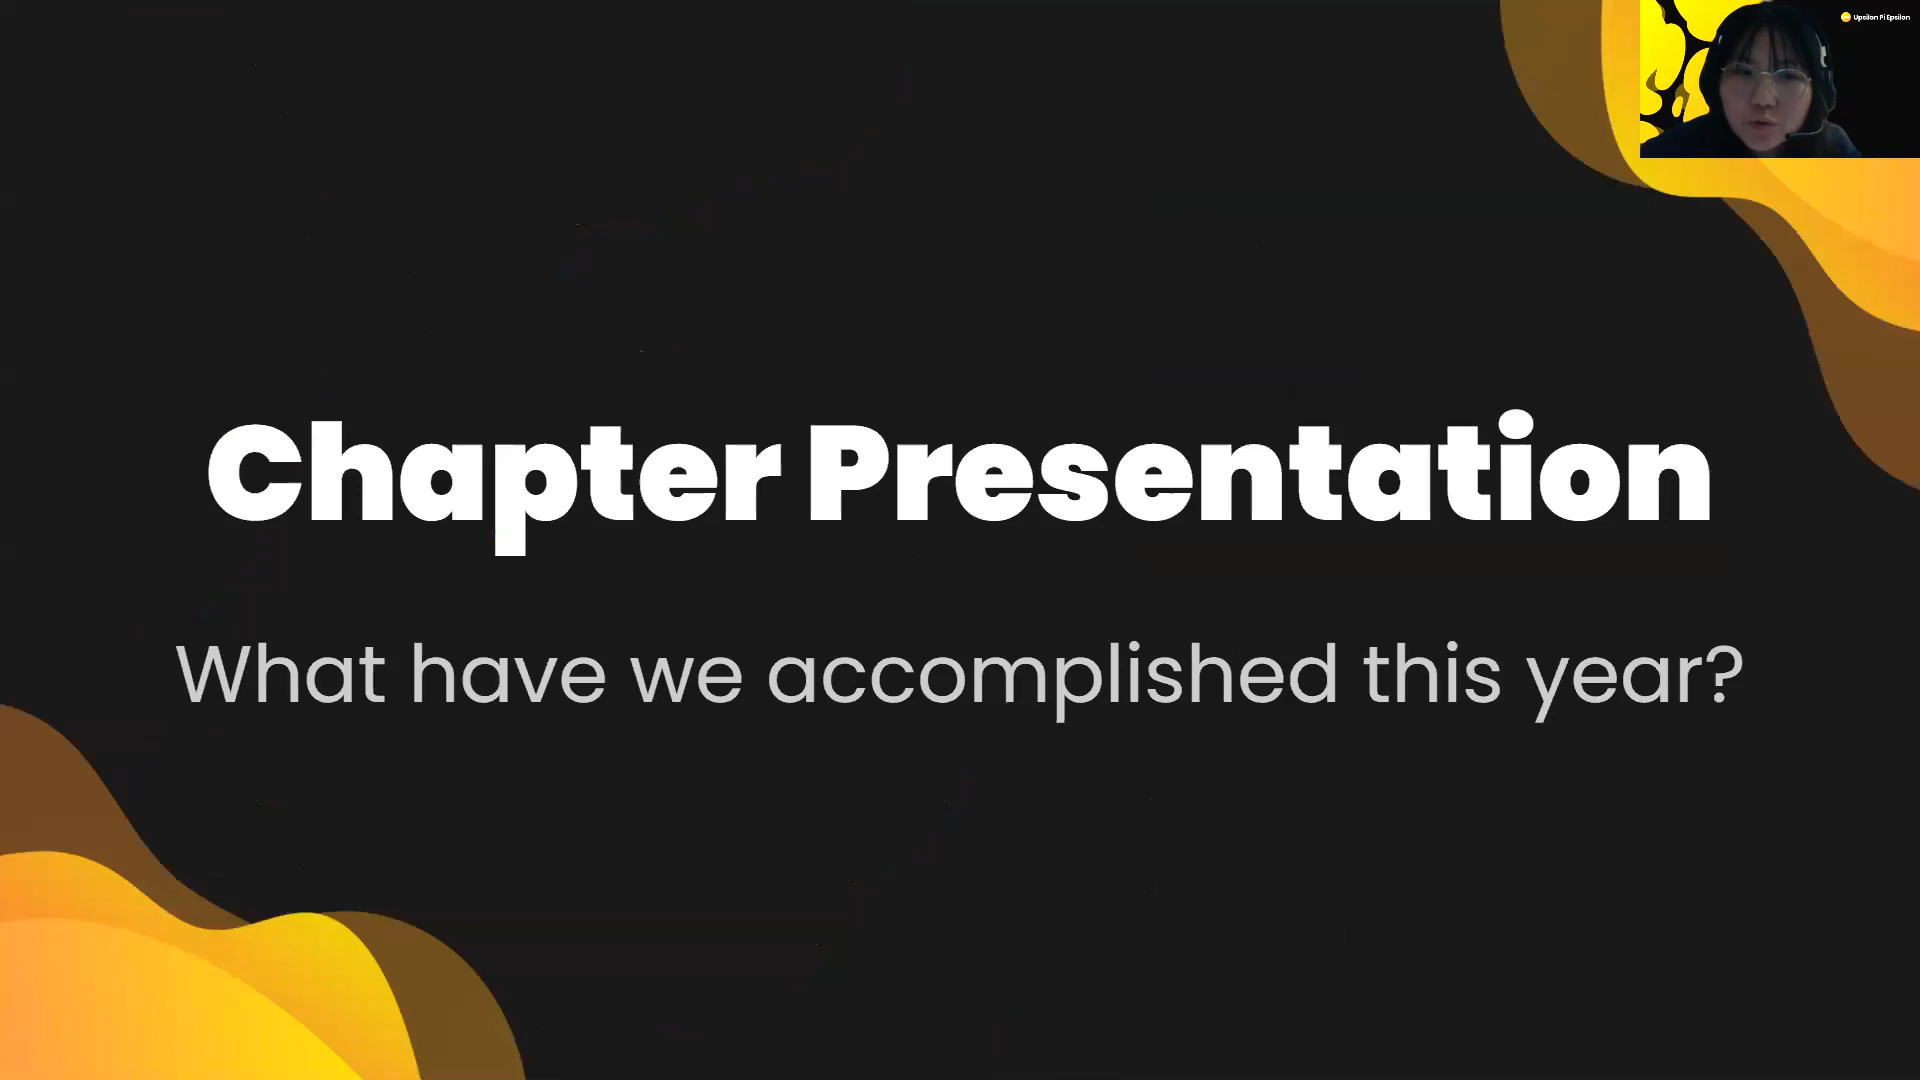 Upsilon Pi Epsilon
Chapter Presentation
What have we accomplished this year?